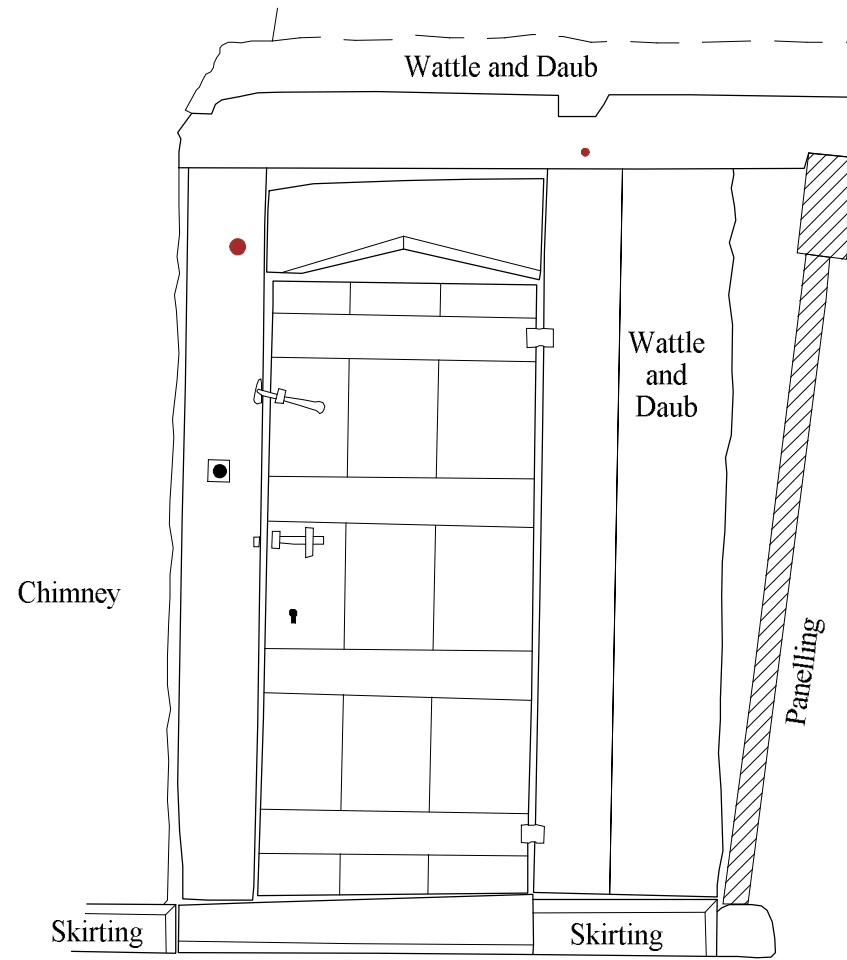 Wattle and Daub
Wattle
and
Daub
Chimney
Panelling
Skirting
Skirting